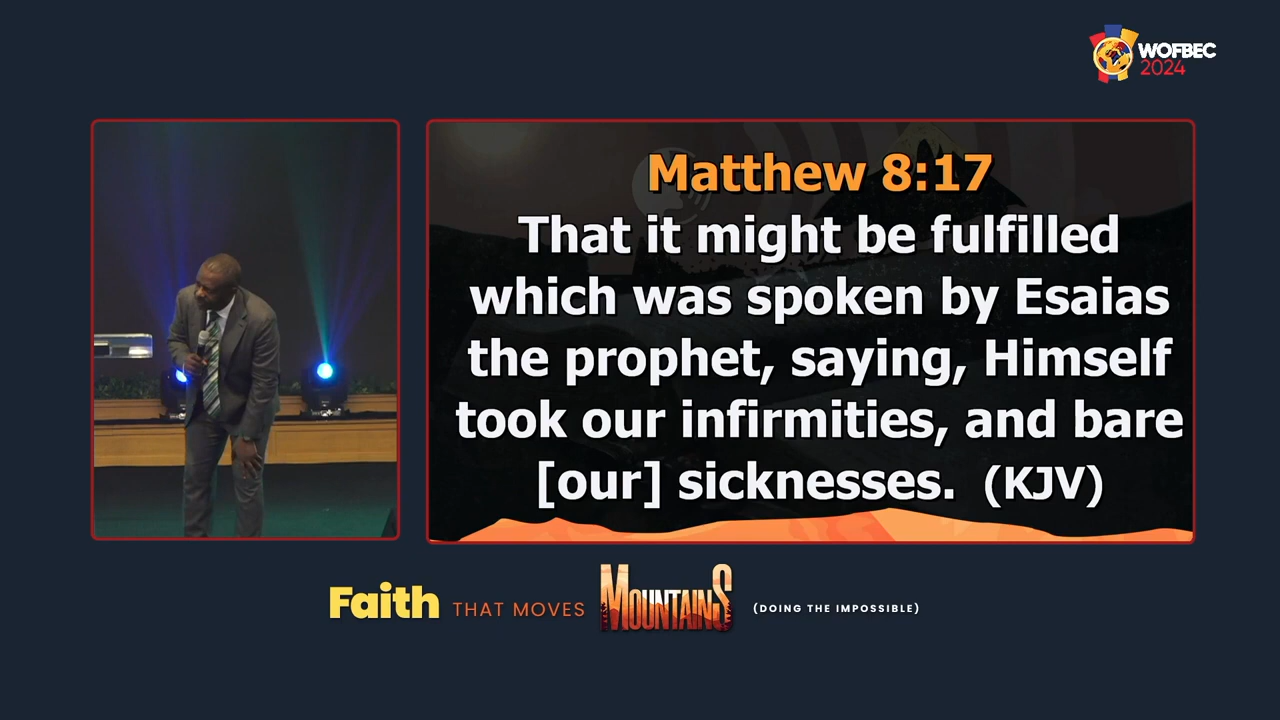 WOFBEC
2024
Matthew 8:17
That it might be fulfilled
which was spoken by Esaias
the prophet, saying, Himself
took our infirmities, and bare
[our] sicknesses. (KJV)
Faith THAT MOVES MOUNTAINS (DOING THE IMPOSSIBLE)